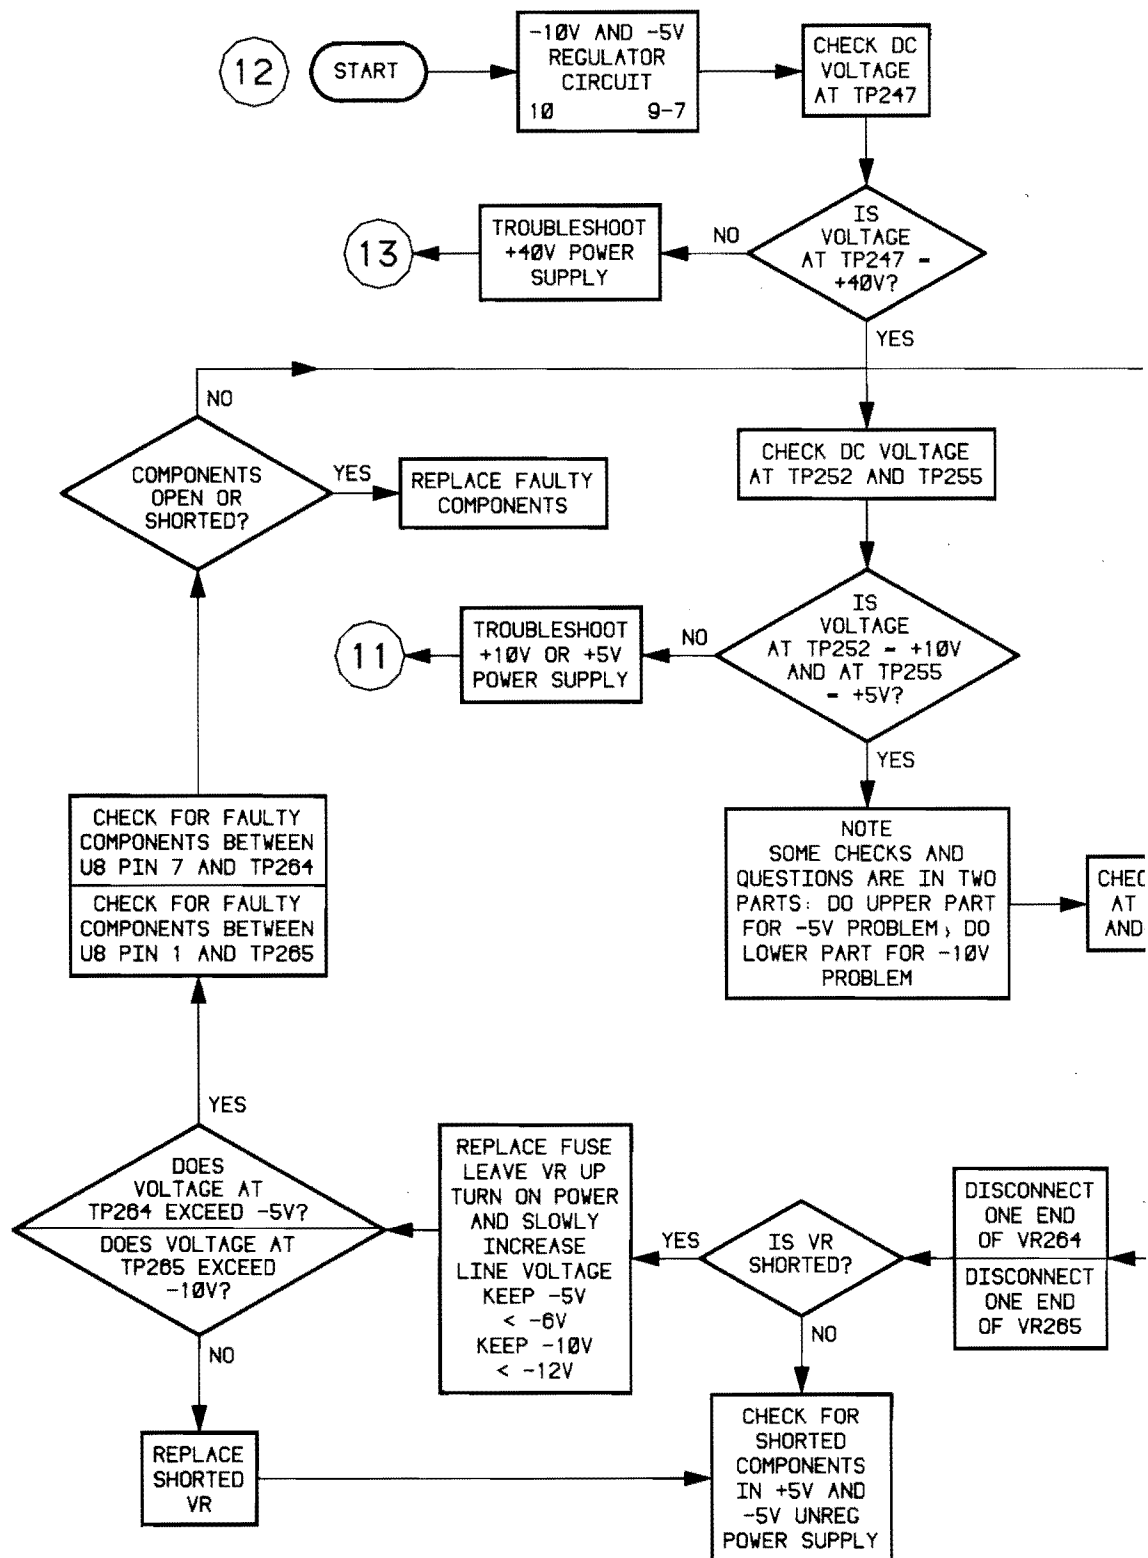 12
START
-10V AND -5V
REGULATOR
CIRCUIT
10 9-7
CHECK DC
VOLTAGE
AT TP247
IS
VOLTAGE
AT TP247 =
+40V?
NO
TROUBLESHOOT
+40V POWER
SUPPLY
13
YES
NO
COMPONENTS
OPEN OR
SHORTED?
YES
REPLACE FAULTY
COMPONENTS
CHECK DC VOLTAGE
AT TP252 AND TP255
IS
VOLTAGE
AT TP252 = +10V
AND AT TP255
= +5V?
NO
TROUBLESHOOT
+10V OR +5V
POWER SUPPLY
11
YES
CHECK FOR FAULTY
COMPONENTS BETWEEN
U8 PIN 7 AND TP264
CHECK FOR FAULTY
COMPONENTS BETWEEN
U8 PIN 1 AND TP265
NOTE
SOME CHECKS AND
QUESTIONS ARE IN TWO
PARTS: DO UPPER PART
FOR -5V PROBLEM; DO
LOWER PART FOR -10V
PROBLEM
CHEC
AT
AND
YES
DOES
VOLTAGE AT
TP264 EXCEED -5V?
DOES VOLTAGE AT
TP265 EXCEED
-10V?
NO
REPLACE FUSE
LEAVE VR UP
TURN ON POWER
AND SLOWLY
INCREASE
LINE VOLTAGE
KEEP -5V
< -6V
KEEP -10V
< -12V
YES
IS VR
SHORTED?
NO
DISCONNECT
ONE END
OF VR264
DISCONNECT
ONE END
OF VR265
REPLACE
SHORTED
VR
CHECK FOR
SHORTED
COMPONENTS
IN +5V AND
-5V UNREG
POWER SUPPLY